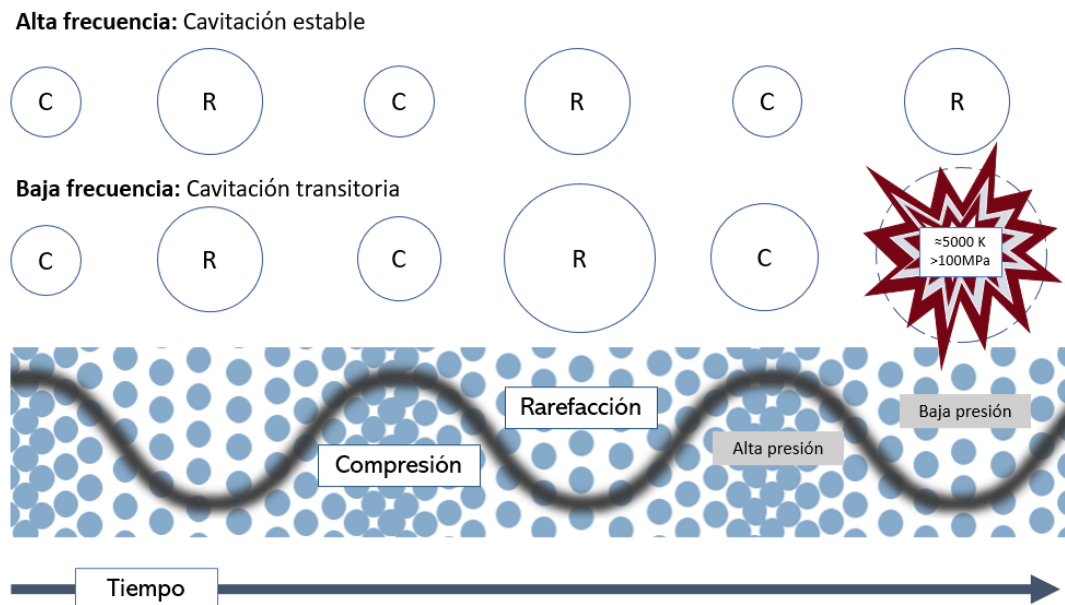 Alta frecuencia: Cavitación estable
C R C R C R
Baja frecuencia: Cavitación transitoria
C R C R C
≈5000 K
>100MPa
Rarefacción
Baja presión
Alta presión
Compresión
Tiempo